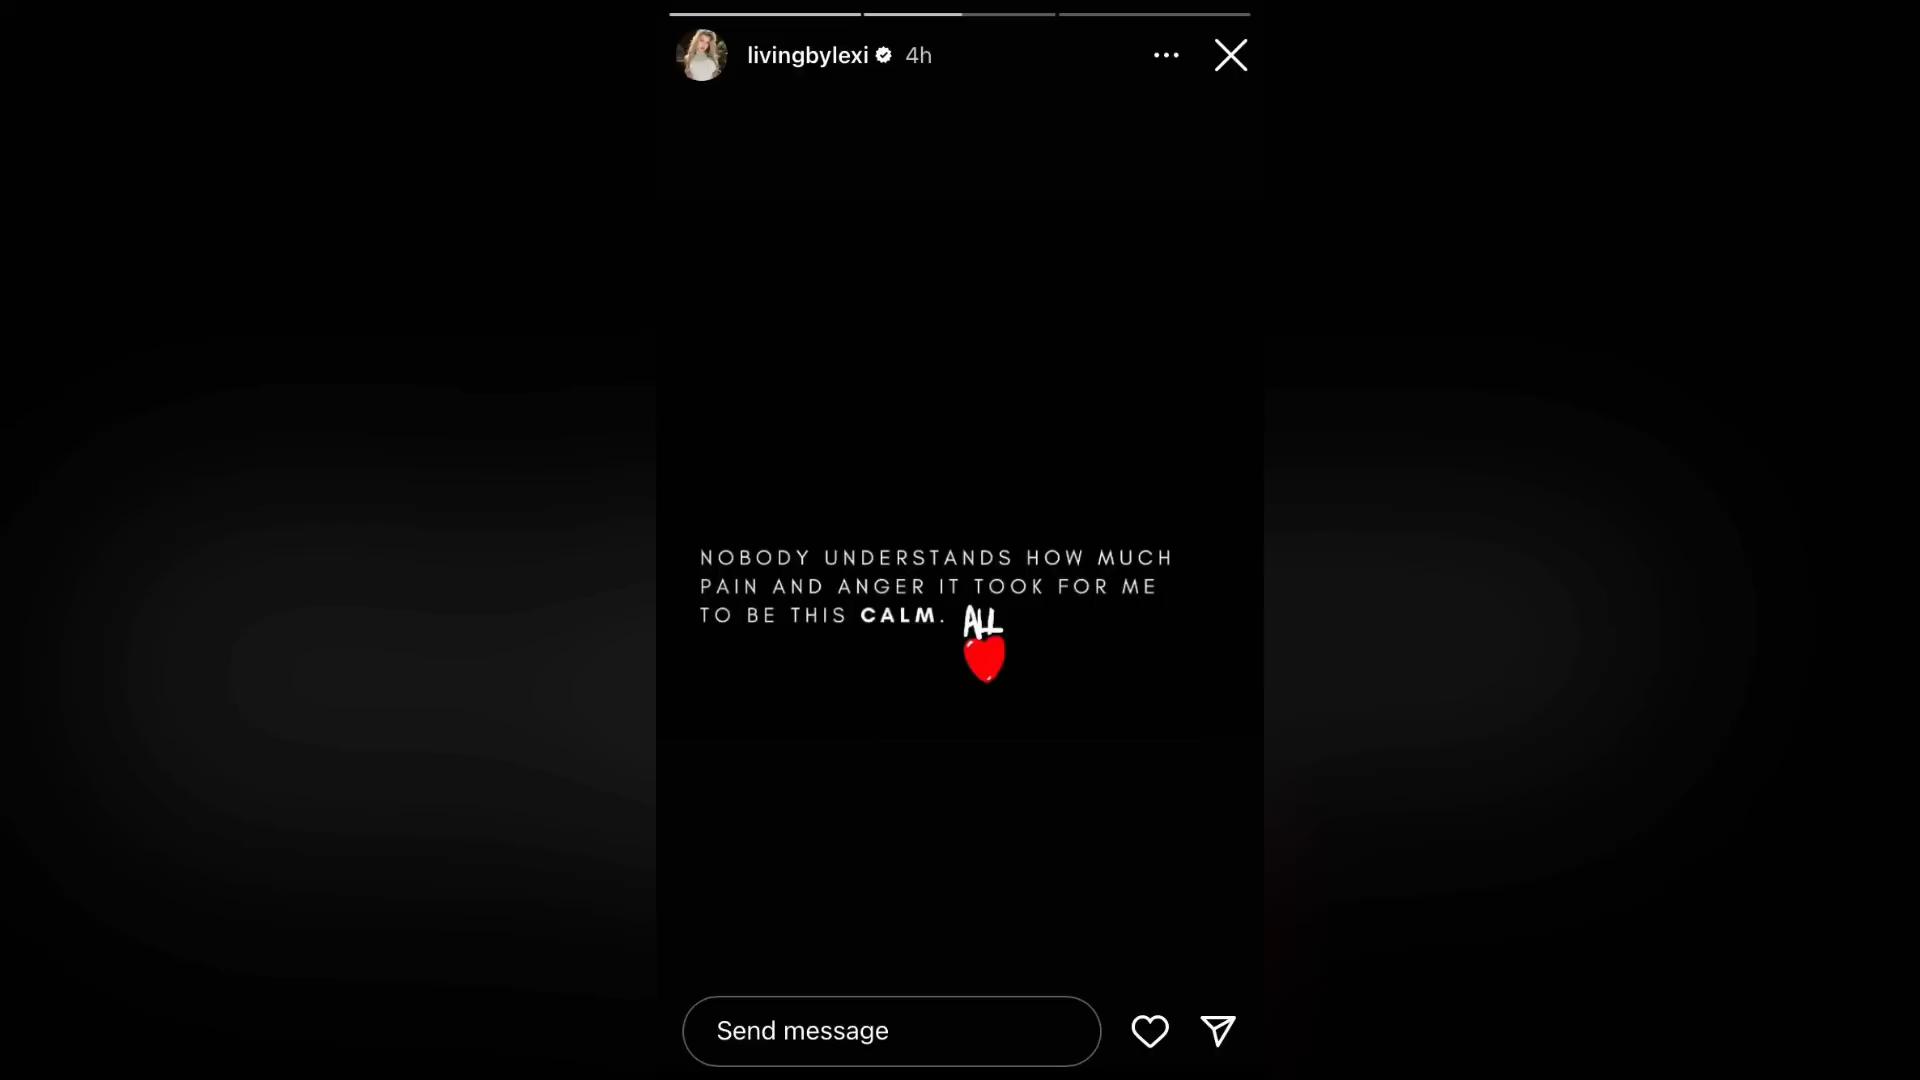 livingbylexi 4h
NOBODY UNDERSTANDS HOW MUCH
PAIN AND ANGER IT TOOK FOR ME
TO BE THIS CALM. ALL
Send message